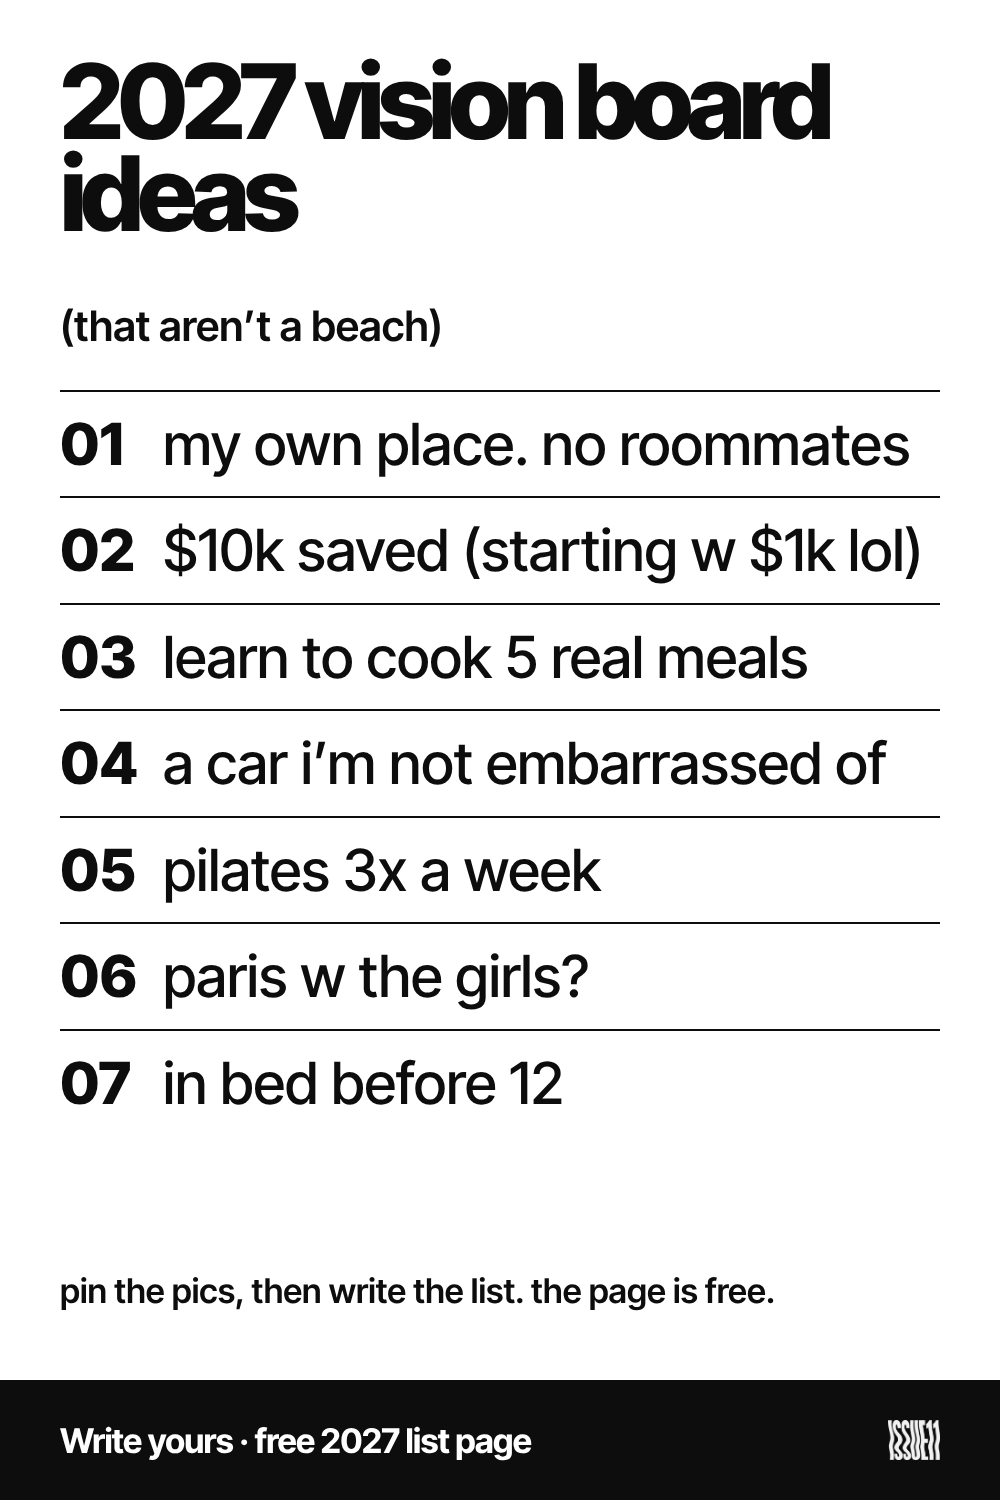 2027 vision board
ideas
(that aren’t a beach)
01 my own place. no roommates
02 $10k saved (starting w $1k lol)
03 learn to cook 5 real meals
04 a car i’m not embarrassed of
05 pilates 3x a week
06 paris w the girls?
07 in bed before 12
pin the pics, then write the list. the page is free.
Write yours · free 2027 list page
ISSUE11